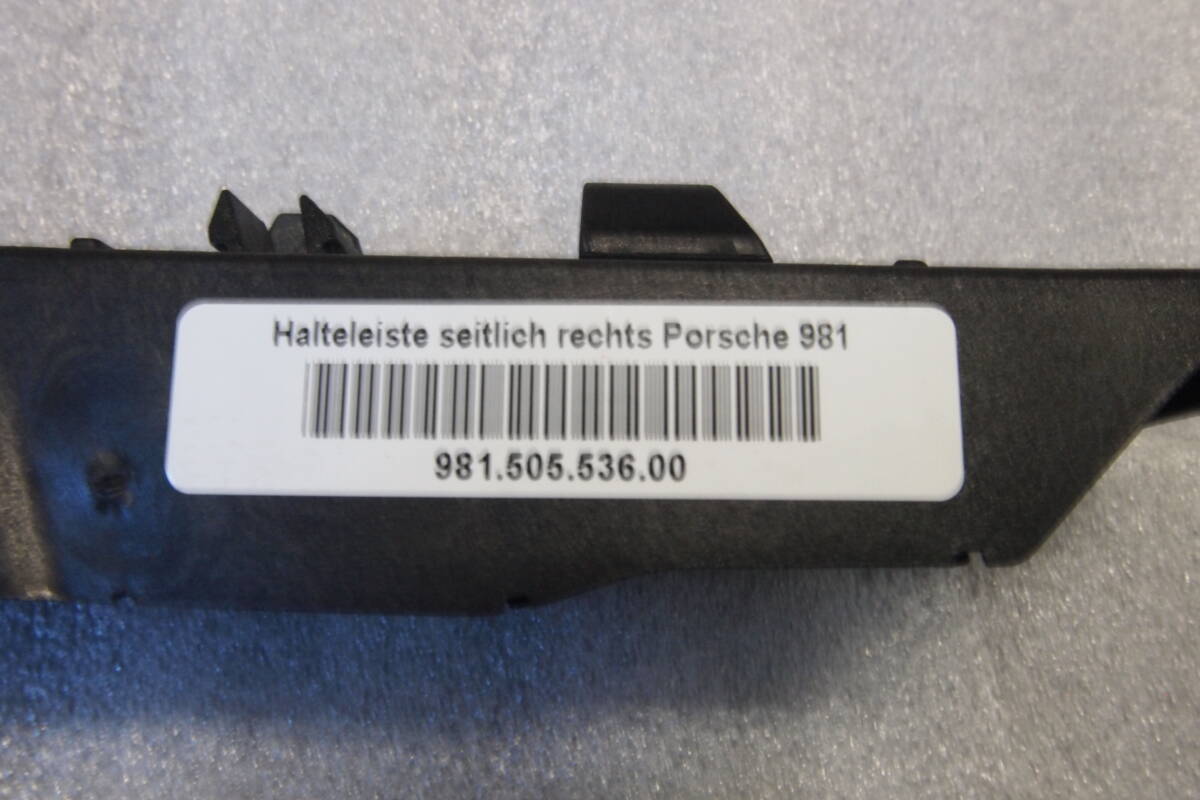 Halteleiste seitlich rechts Porsche 981
981.505.536.00